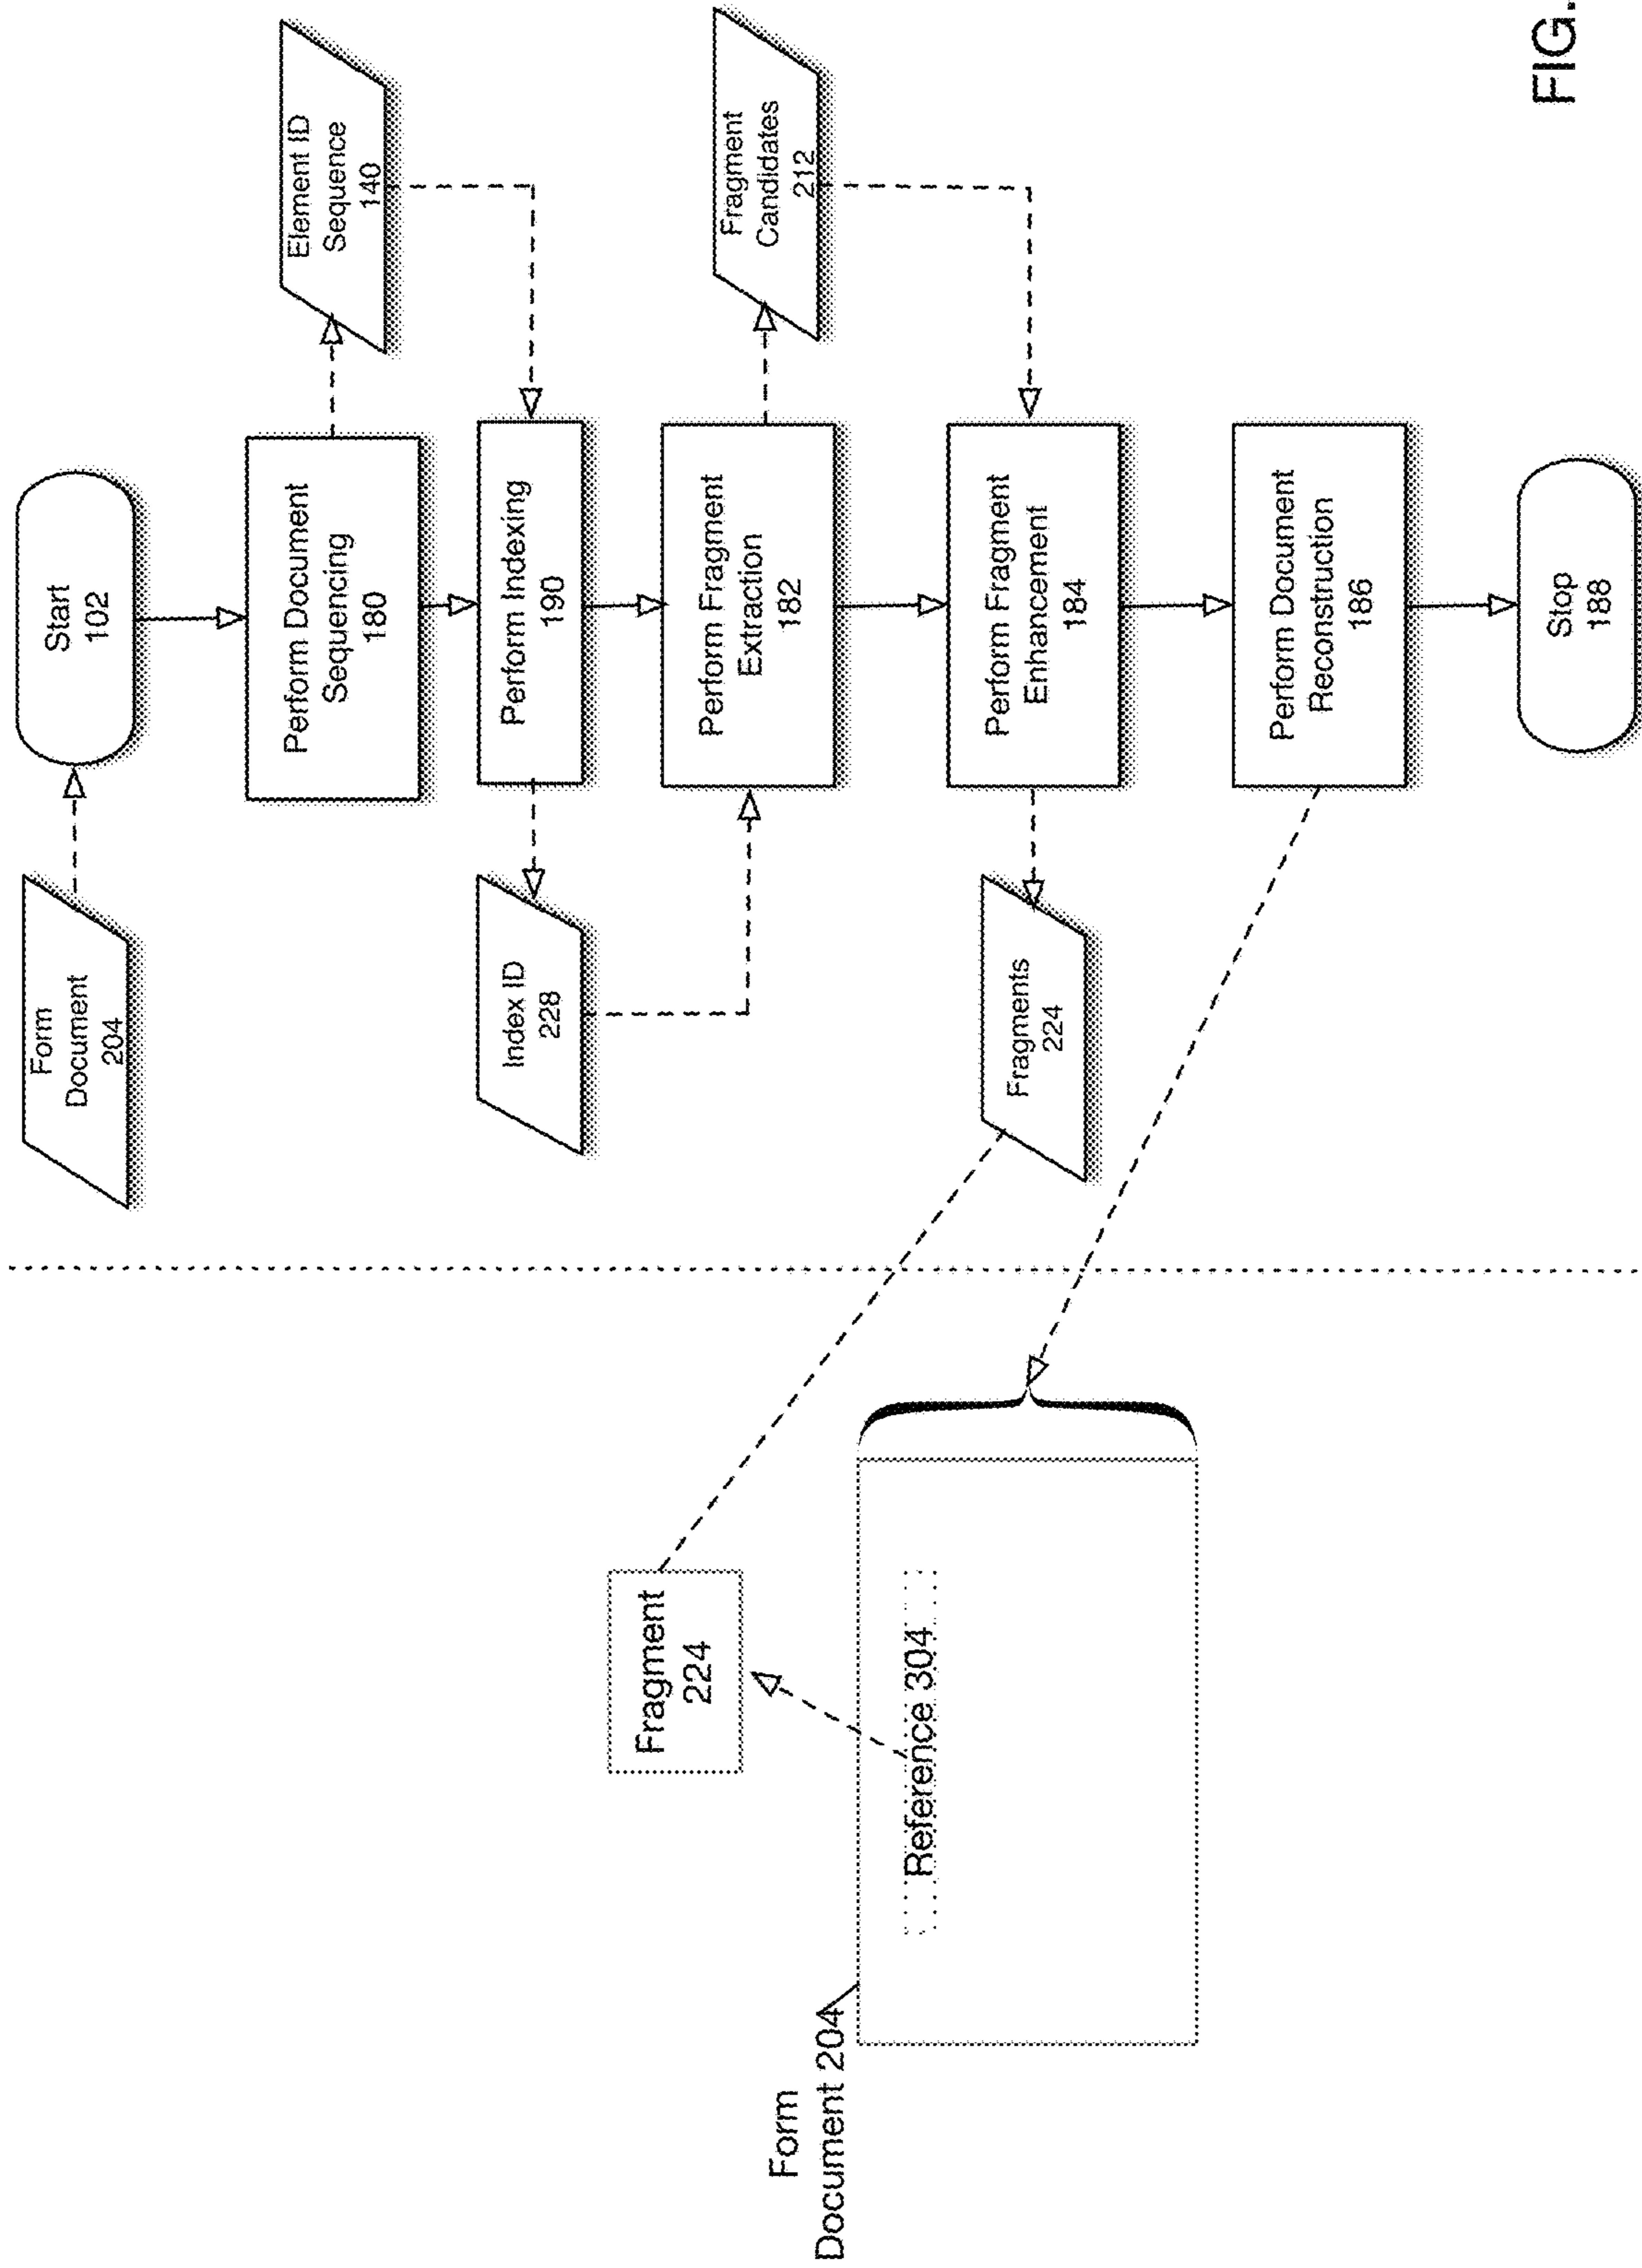 Form
Document
204
Start
102
Perform Document
Sequencing
180
Element ID
Sequence
140
Perform Indexing
190
Index ID
228
Perform Fragment
Extraction
182
Fragment
Candidates
212
Perform Fragment
Enhancement
184
Fragments
224
Perform Document
Reconstruction
186
Stop
188
Fragment
224
Reference 304
Form
Document 204
FIG.